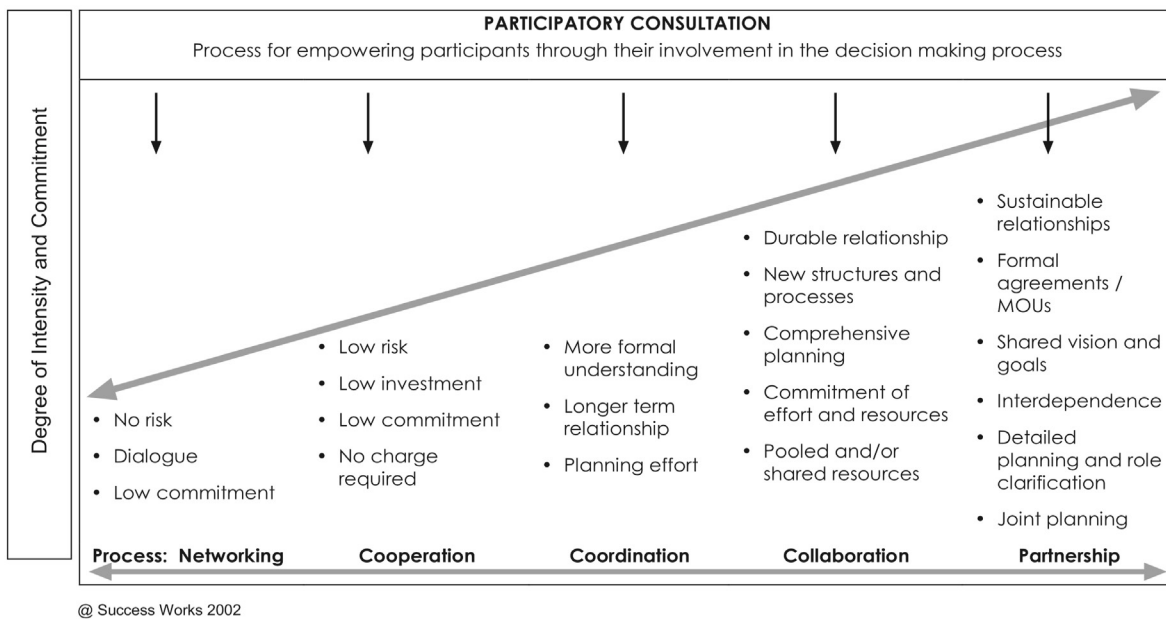 PARTICIPATORY CONSULTATION
Process for empowering participants through their involvement in the decision making process
Degree of Intensity and Commitment
• No risk
• Dialogue
• Low commitment
• Low risk
• Low investment
• Low commitment
• No charge
required
• More formal
understanding
• Longer term
relationship
• Planning effort
• Durable relationship
• New structures and
processes
• Comprehensive
planning
• Commitment of
effort and resources
• Pooled and/or
shared resources
• Sustainable
relationships
• Formal
agreements /
MOUs
• Shared vision and
goals
• Interdependence
• Detailed
planning and role
clarification
• Joint planning
Process: Networking Cooperation Coordination Collaboration Partnership
@ Success Works 2002